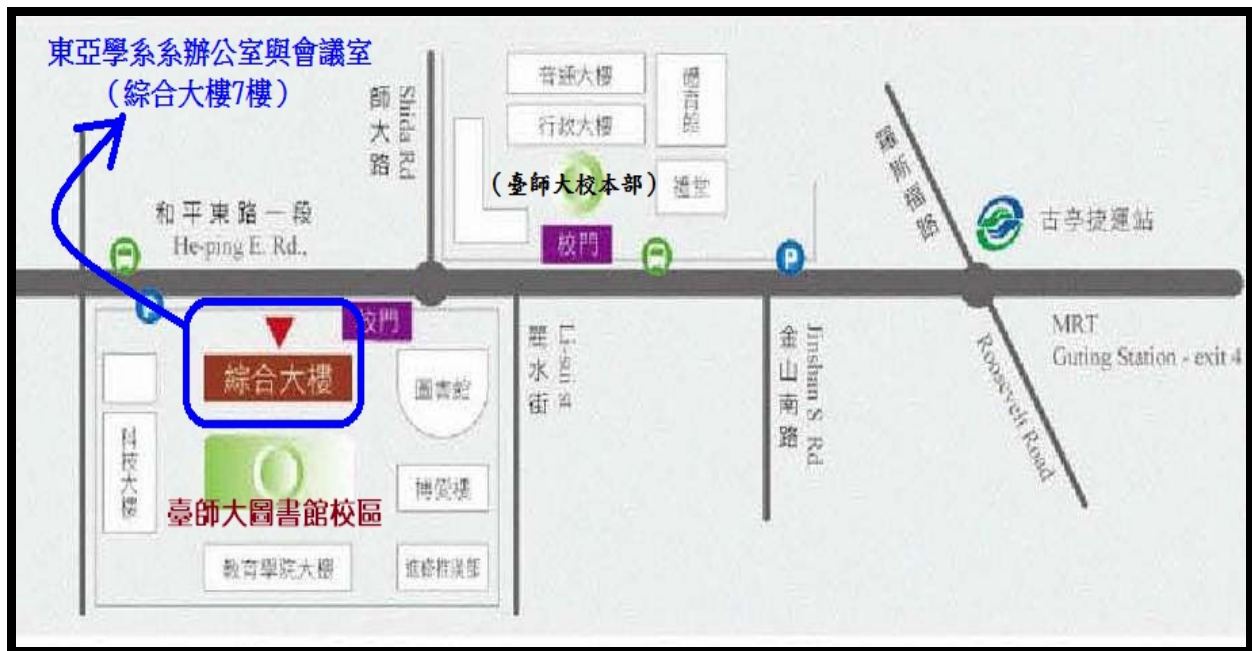 東亞學系系辦公室與會議室
（綜合大樓7樓）
師大路
Shida Rd
普通大樓
體育館
行政大樓
（臺師大校本部）
禮堂
羅斯福路
古亭捷運站
和平東路一段
He-ping E. Rd.,
校門
P
P
校門
綜合大樓
圖書館
麗水街
Li-sui st
金山南路
Jinshan S Rd
Roosevelt Road
MRT
Guting Station - exit 4
科技大樓
博愛樓
臺師大圖書館校區
教育學院大樓
進修推廣部